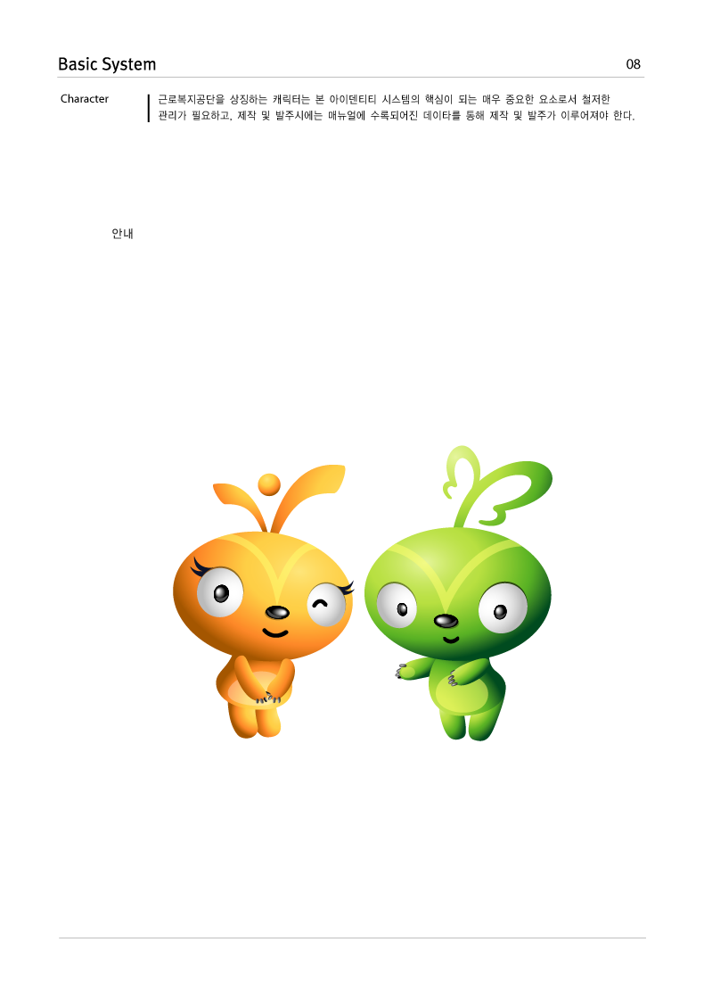 Basic System
08
Character
근로복지공단을 상징하는 캐릭터는 본 아이덴티티 시스템의 핵심이 되는 매우 중요한 요소로서 철저한
관리가 필요하고, 제작 및 발주시에는 매뉴얼에 수록되어진 데이타를 통해 제작 및 발주가 이루어져야 한다.
안내